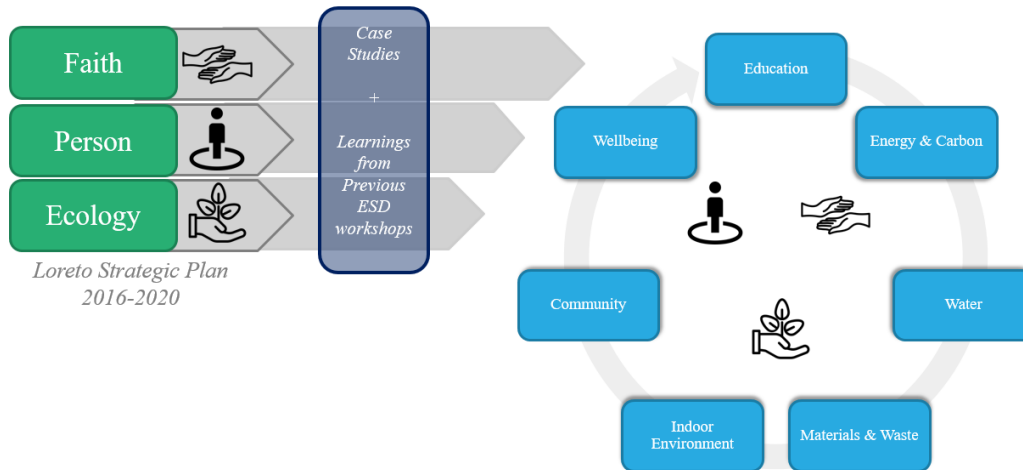 Faith
Person
Ecology
Loreto Strategic Plan
2016-2020
Case
Studies
+
Learnings
from
Previous
ESD
workshops
Education
Energy & Carbon
Water
Materials & Waste
Indoor
Environment
Community
Wellbeing